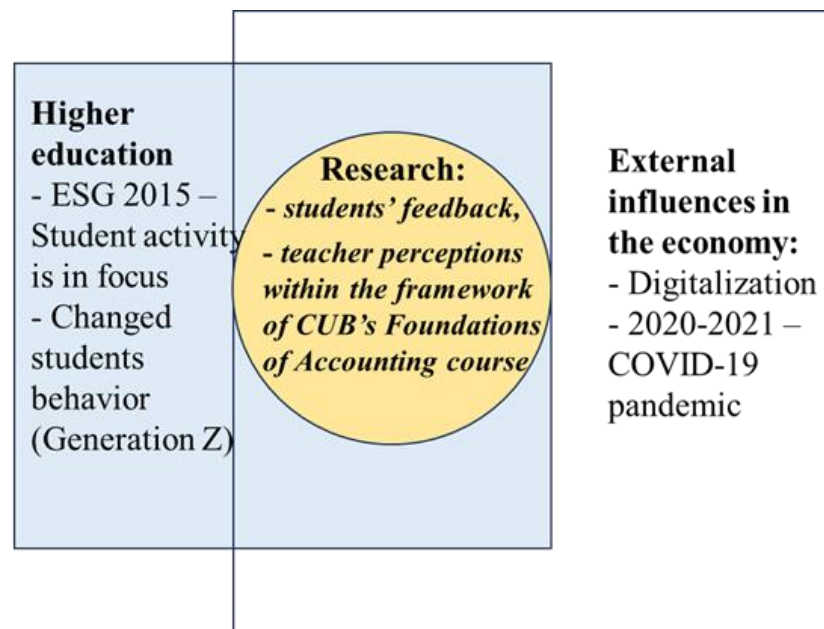 Higher
education
- ESG 2015 –
Student activity
is in focus
- Changed
students
behavior
(Generation Z)
Research:
- students’ feedback,
- teacher perceptions
within the framework
of CUB’s Foundations
of Accounting course
External
influences in
the economy:
- Digitalization
- 2020-2021 –
COVID-19
pandemic